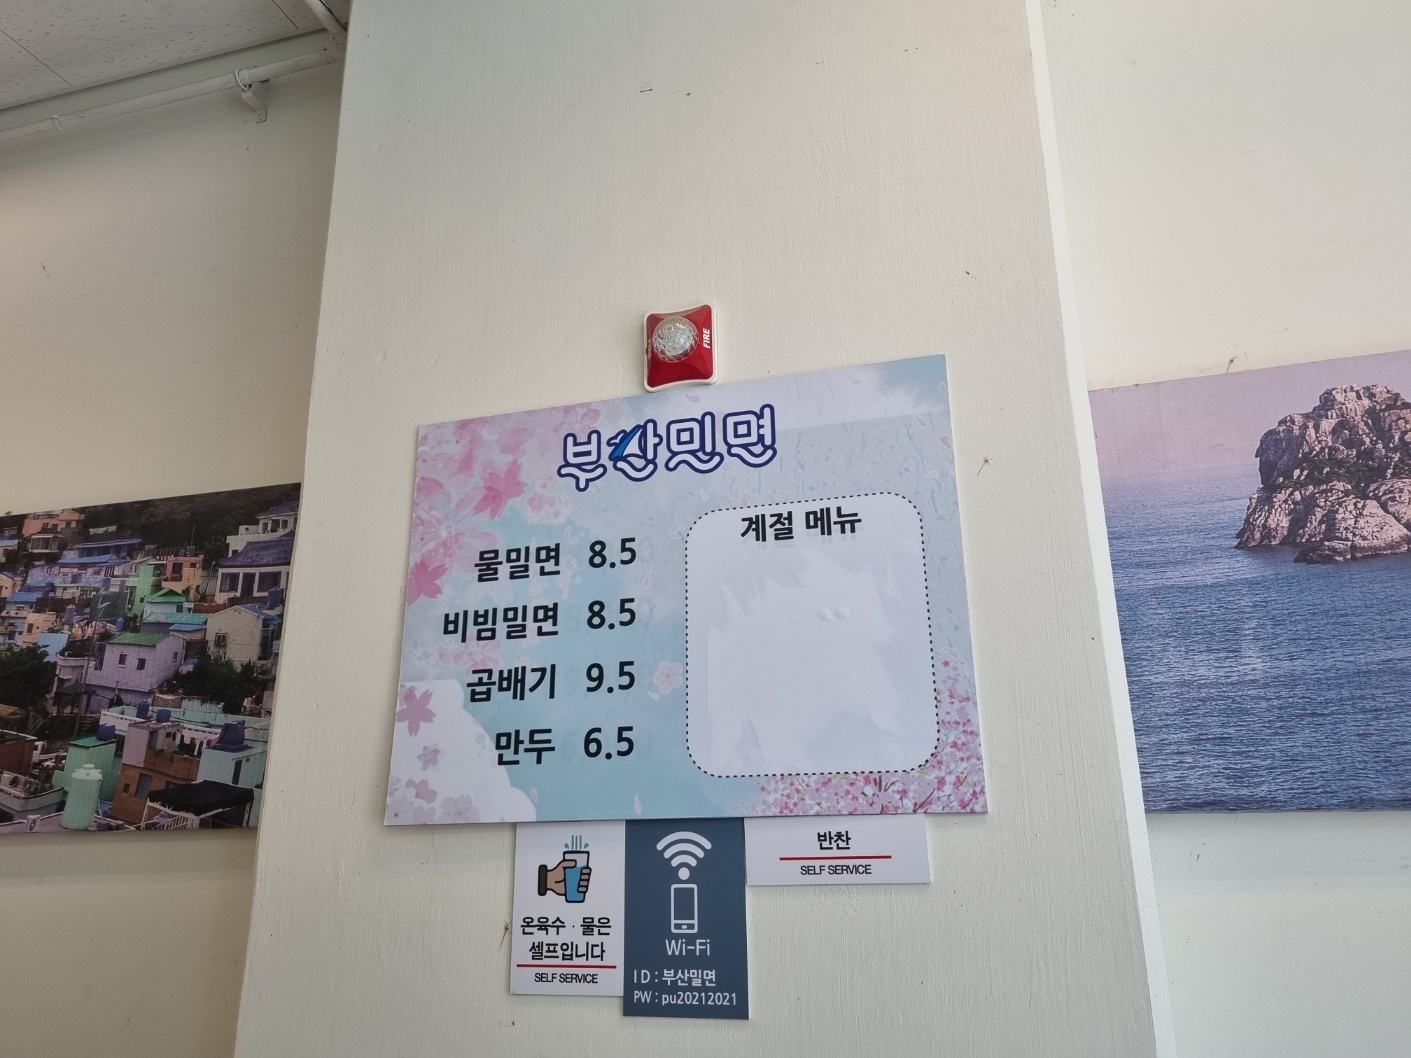 FIRE
부산밀면
물밀면 8.5
비빔밀면 8.5
곱배기 9.5
만두 6.5
계절 메뉴
온육수 · 물은
셀프입니다
SELF SERVICE
Wi-Fi
ID : 부산밀면
PW : pu20212021
반찬
SELF SERVICE